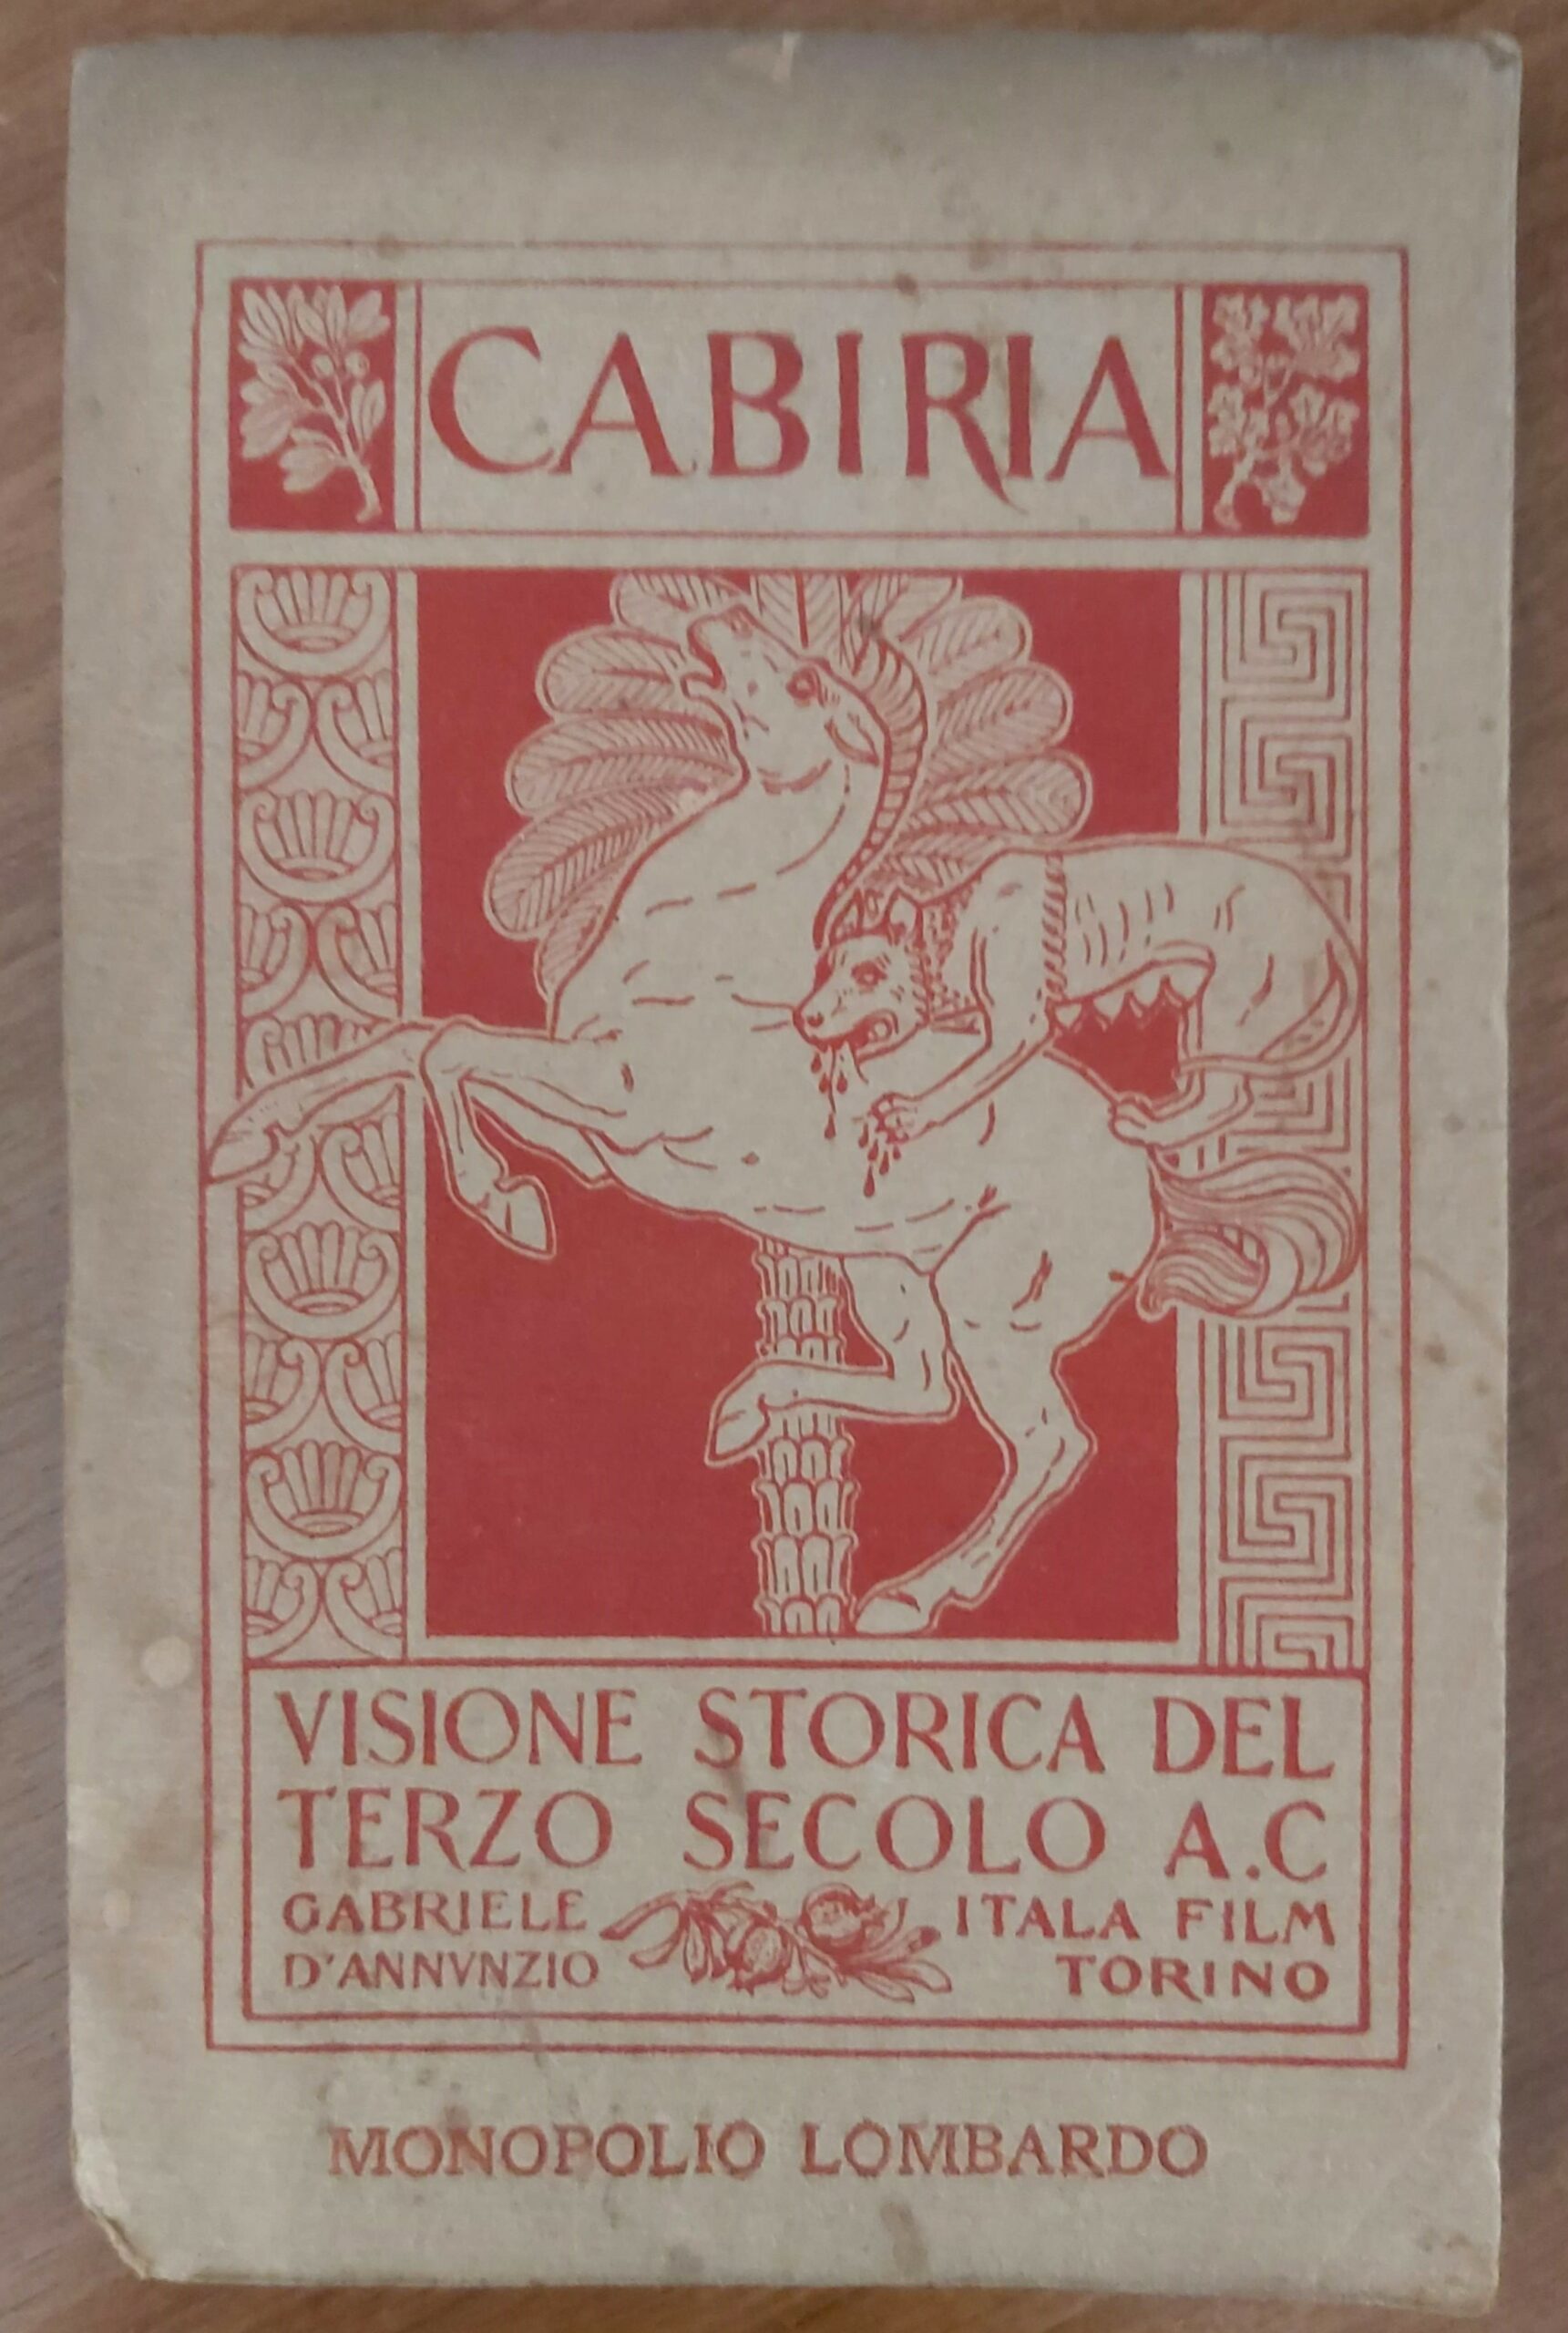 CABIRIA
VISIONE STORICA DEL
TERZO SECOLO A.C
GABRIELE
D'ANNVNZIO
ITALA FILM
TORINO
MONOPOLIO LOMBARDO